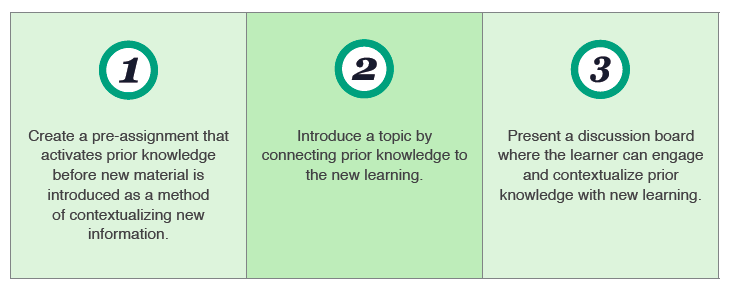 1
Create a pre-assignment that
activates prior knowledge
before new material is
introduced as a method
of contextualizing new
information.
2
Introduce a topic by
connecting prior knowledge to
the new learning.
3
Present a discussion board
where the learner can engage
and contextualize prior
knowledge with new learning.